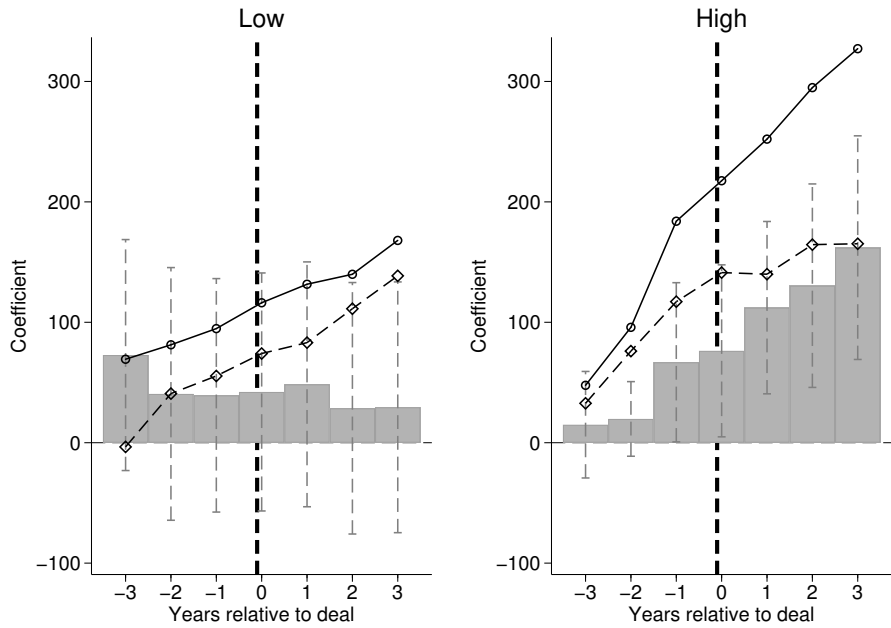 Low
Coefficient
300
200
100
0
−100
−3 −2 −1 0 1 2 3
Years relative to deal
High
Coefficient
300
200
100
0
−100
−3 −2 −1 0 1 2 3
Years relative to deal